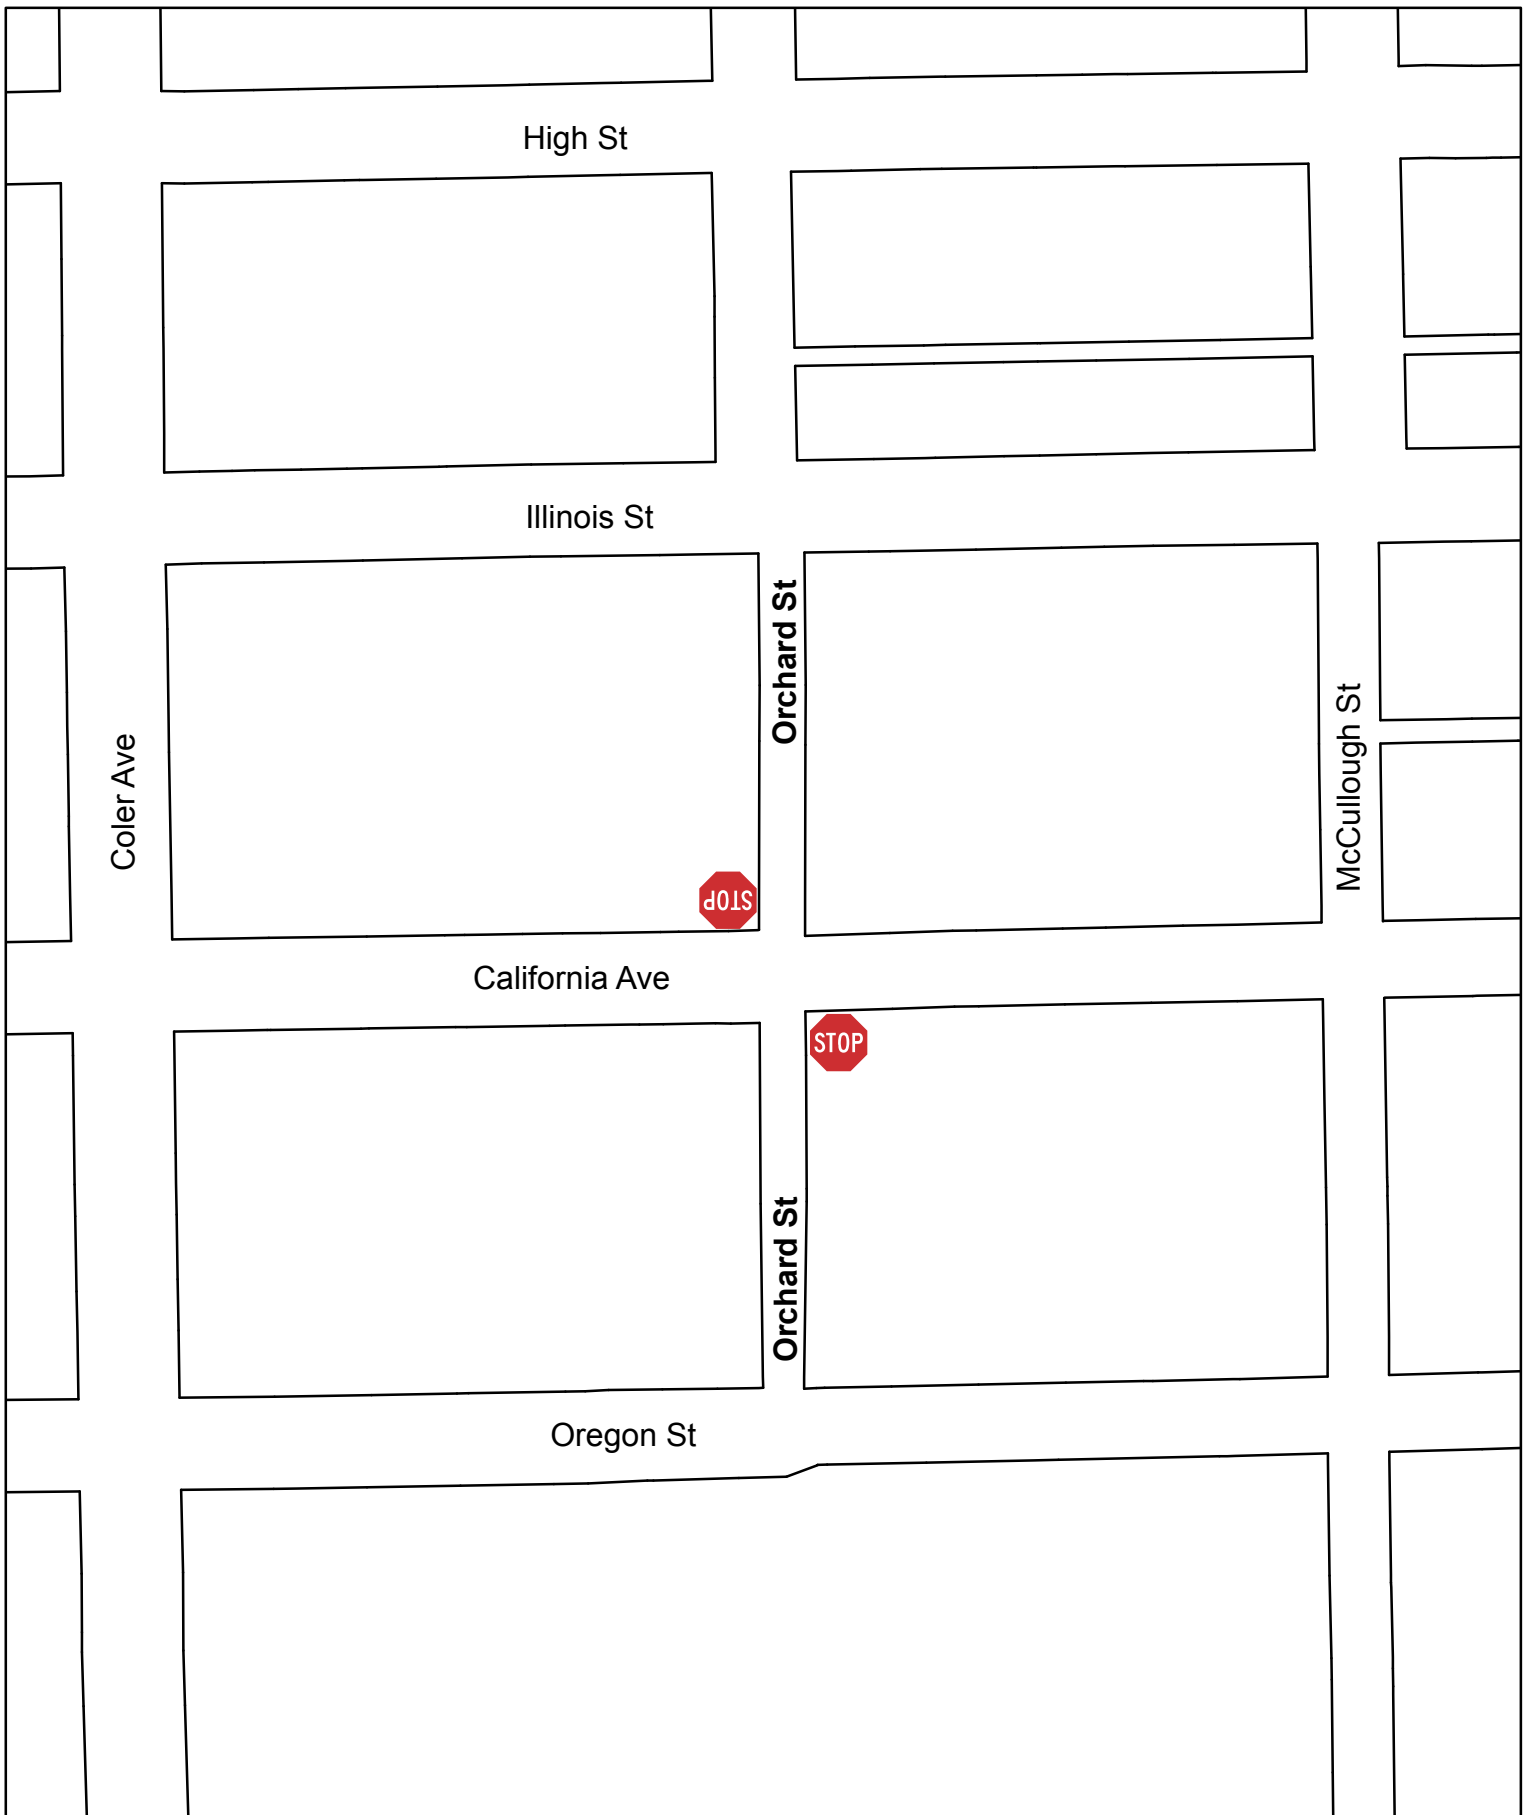 High St
Illinois St
Orchard St
Coler Ave
McCullough St
STOP
California Ave
STOP
Orchard St
Oregon St